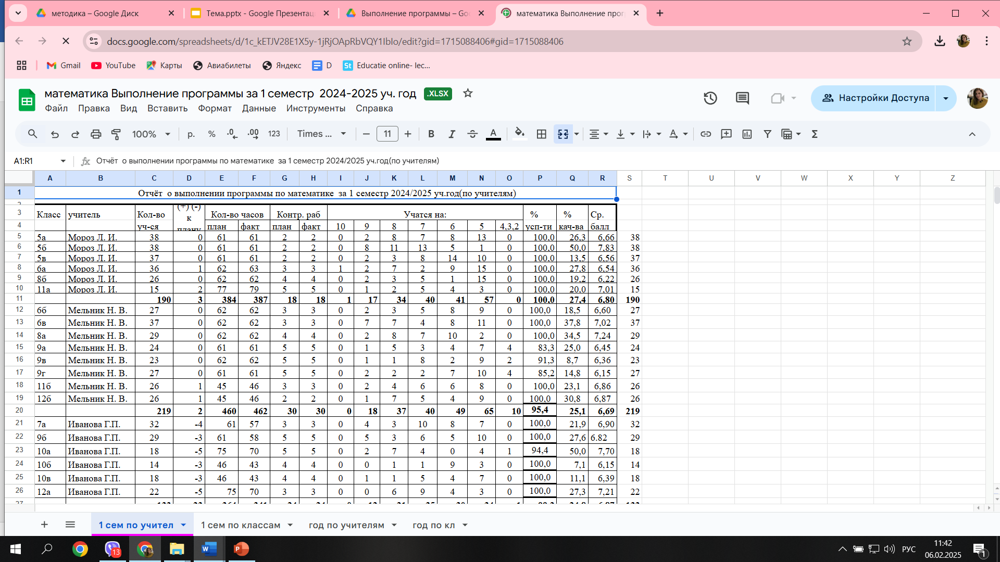 методика – Google Диск
Тема.pptx - Google Презентац
Выполнение программы – Go
математика Выполнение прог
docs.google.com/spreadsheets/d/1c_kETJV28E1X5y-1jRjOApRbVQY1IbIo/edit?gid=1715088406#gid=1715088406
Gmail YouTube Карты Авиабилеты Яндекс D Educatie online- lec...
математика Выполнение программы за 1 семестр 2024-2025 уч. год .XLSX
Файл Правка Вид Вставить Формат Данные Инструменты Справка
Настройки Доступа
100% р. % .0 .00 123 Times ... 11
A1:R1 Отчёт о выполнении программы по математике за 1 семестр 2024/2025 уч.год(по учителям)
A B C D E F G H I J K L M N O P Q R S T U V W X Y Z
1 Отчёт о выполнении программы по математике за 1 семестр 2024/2025 уч.год(по учителям)
3 Класс учитель Кол-во (+) (-) к Кол-во часов Контр. раб Учатся на: % % Ср.
4 уч-ся плану план факт план факт 10 9 8 7 6 5 4,3,2 усп-ти кач-ва балл
5 5а Мороз Л. И. 38 0 61 61 2 2 0 2 8 7 8 13 0 100,0 26,3 6,66 38
6 5б Мороз Л. И. 38 0 61 61 2 2 0 8 11 13 5 1 0 100,0 50,0 7,83 38
7 5в Мороз Л. И. 37 0 61 61 2 2 0 2 3 8 14 10 0 100,0 13,5 6,56 37
8 6а Мороз Л. И. 36 1 62 63 3 3 1 2 7 2 9 15 0 100,0 27,8 6,54 36
9 8б Мороз Л. И. 26 0 62 62 4 4 0 2 3 5 1 15 0 100,0 19,2 6,22 26
10 11а Мороз Л. И. 15 2 77 79 5 5 0 1 2 5 4 3 0 100,0 20,0 7,01 15
11 190 3 384 387 18 18 1 17 34 40 41 57 0 100,0 27,4 6,80 190
12 6б Мельник Н. В. 27 0 62 62 3 3 0 2 3 5 8 9 0 100,0 18,5 6,60 27
13 6в Мельник Н. В. 37 0 62 62 3 3 0 7 7 4 8 11 0 100,0 37,8 7,02 37
14 8а Мельник Н. В. 29 0 62 62 4 4 0 2 8 7 10 2 0 100,0 34,5 7,24 29
15 9а Мельник Н. В. 24 0 61 61 5 5 0 1 5 3 4 7 4 83,3 25,0 6,45 24
16 9в Мельник Н. В. 23 0 62 62 5 5 0 1 1 8 2 9 2 91,3 8,7 6,36 23
17 9г Мельник Н. В. 27 0 61 61 5 5 0 2 2 2 7 10 4 85,2 14,8 6,15 27
18 11б Мельник Н. В. 26 1 45 46 3 3 0 2 4 6 6 8 0 100,0 23,1 6,86 26
19 12б Мельник Н. В. 26 1 45 46 2 2 0 1 7 5 4 9 0 100,0 30,8 6,87 26
20 219 2 460 462 30 30 0 18 37 40 49 65 10 95,4 25,1 6,69 219
21 7а Иванова Г.П. 32 -4 61 57 3 3 0 4 3 10 8 7 0 100,0 21,9 6,90 32
22 9б Иванова Г.П. 29 -3 61 58 5 5 0 5 3 6 5 10 0 100,0 27,6 6.82 29
23 10а Иванова Г.П. 18 -5 75 70 5 5 0 2 7 4 0 4 1 94,4 50,0 7,70 18
24 10б Иванова Г.П. 14 -3 46 43 4 4 0 0 1 1 9 3 0 100,0 7,1 6,15 14
25 10в Иванова Г.П. 18 -3 46 43 4 4 0 1 1 5 4 7 0 100,0 11,1 6,39 18
26 12а Иванова Г.П. 22 -5 75 70 3 3 0 0 6 9 4 3 0 100,0 27,3 7,21 22
1 сем по учител 1 сем по классам год по учителям год по кл
13 РУС 11:42
06.02.2025 1